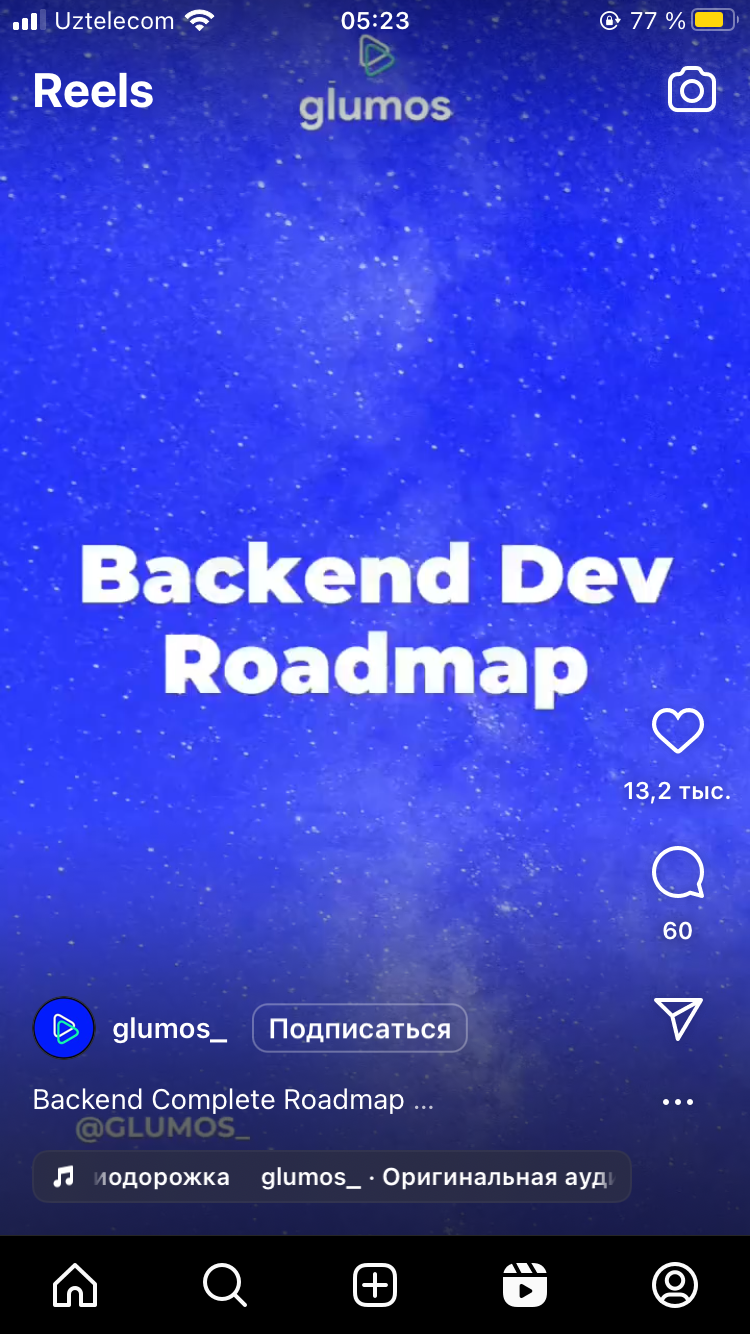 Uztelecom 05:23 77 %
Reels
glumos
Backend Dev
Roadmap
13,2 тыс.
60
glumos_ Подписаться
Backend Complete Roadmap ...
@GLUMOS_
иодорожка glumos_ · Оригинальная ауди